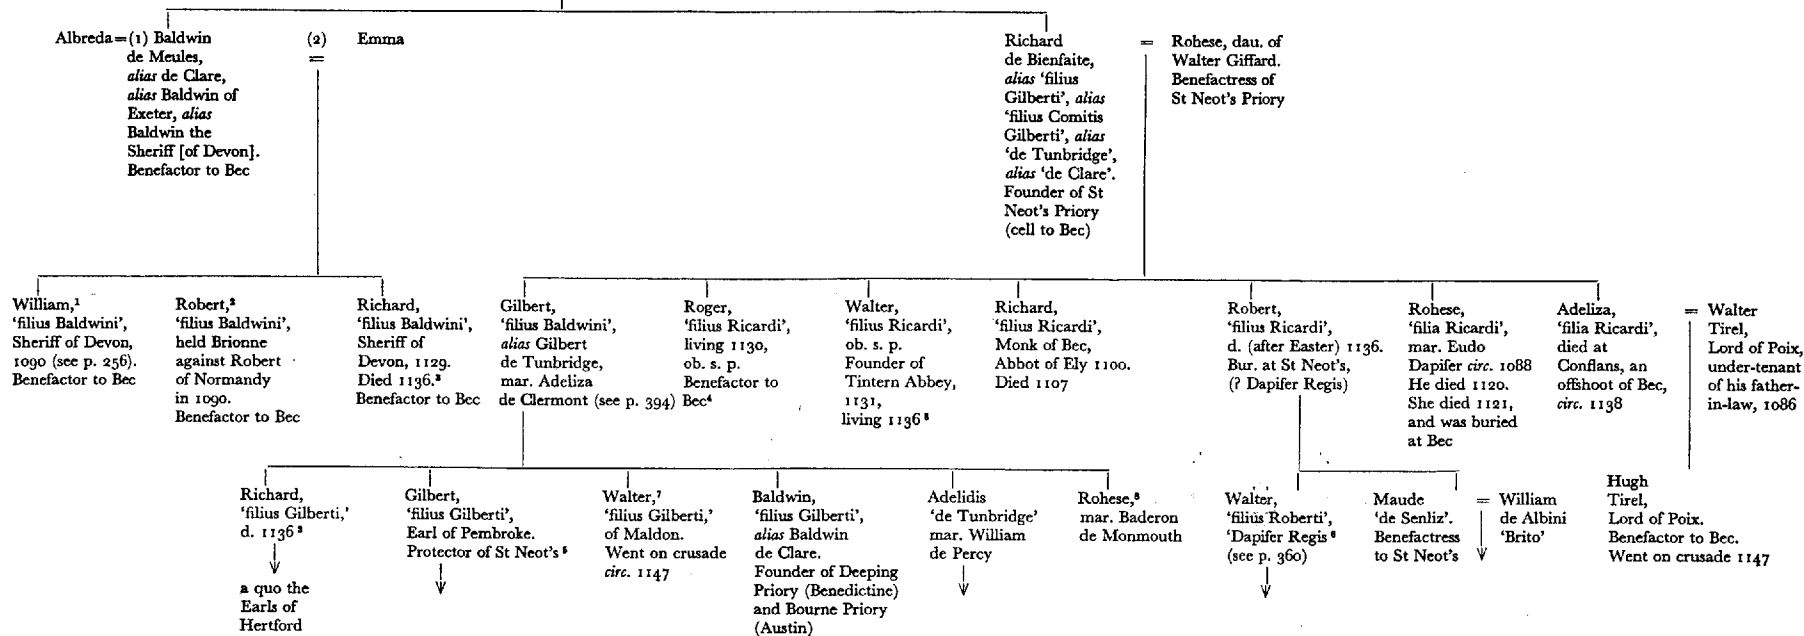 Albreda=(1) Baldwin
de Meules,
alias de Clare,
alias Baldwin of
Exeter, alias
Baldwin the
Sheriff [of Devon].
Benefactor to Bec
(2)
=
Emma
Richard
de Bienfaite,
alias 'filius
Gilberti', alias
'filius Comitis
Gilberti', alias
'de Tunbridge',
alias 'de Clare'.
Founder of St
Neot's Priory
(cell to Bec)
=
Rohese, dau. of
Walter Giffard.
Benefactress of
St Neot's Priory
William,¹
'filius Baldwini',
Sheriff of Devon,
1090 (see p. 256).
Benefactor to Bec
Robert,²
'filius Baldwini',
held Brionne
against Robert
of Normandy
in 1090.
Benefactor to Bec
Richard,
'filius Baldwini',
Sheriff of
Devon, 1129.
Died 1136.³
Benefactor to Bec
Gilbert,
'filius Baldwini',
alias Gilbert
de Tunbridge,
mar. Adeliza
de Clermont (see p. 394)
Roger,
'filius Ricardi',
living 1130,
ob. s. p.
Benefactor to
Bec⁴
Walter,
'filius Ricardi',
ob. s. p.
Founder of
Tintern Abbey,
1131,
living 1136⁵
Richard,
'filius Ricardi',
Monk of Bec,
Abbot of Ely 1100.
Died 1107
Robert,
'filius Ricardi',
d. (after Easter) 1136.
Bur. at St Neot's,
(? Dapifer Regis)
Rohese,
'filia Ricardi',
mar. Eudo
Dapifer circ. 1088
He died 1120.
She died 1121,
and was buried
at Bec
Adeliza,
'filia Ricardi',
died at
Conflans, an
offshoot of Bec,
circ. 1138
=
Walter
Tirel,
Lord of Poix,
under-tenant
of his father-
in-law, 1086
Richard,
'filius Gilberti,'
d. 1136³
a quo the
Earls of
Hertford
Gilbert,
'filius Gilberti',
Earl of Pembroke.
Protector of St Neot's⁵
Walter,⁷
'filius Gilberti,'
of Maldon.
Went on crusade
circ. 1147
Baldwin,
'filius Gilberti',
alias Baldwin
de Clare.
Founder of Deeping
Priory (Benedictine)
and Bourne Priory
(Austin)
Adelidis
'de Tunbridge'
mar. William
de Percy
Rohese,⁸
mar. Baderon
de Monmouth
Walter,
'filius Roberti',
'Dapifer Regis⁶
(see p. 360)
Maude
'de Senliz'.
Benefactress
to St Neot's
=
William
de Albini
'Brito'
Hugh
Tirel,
Lord of Poix.
Benefactor to Bec.
Went on crusade 1147